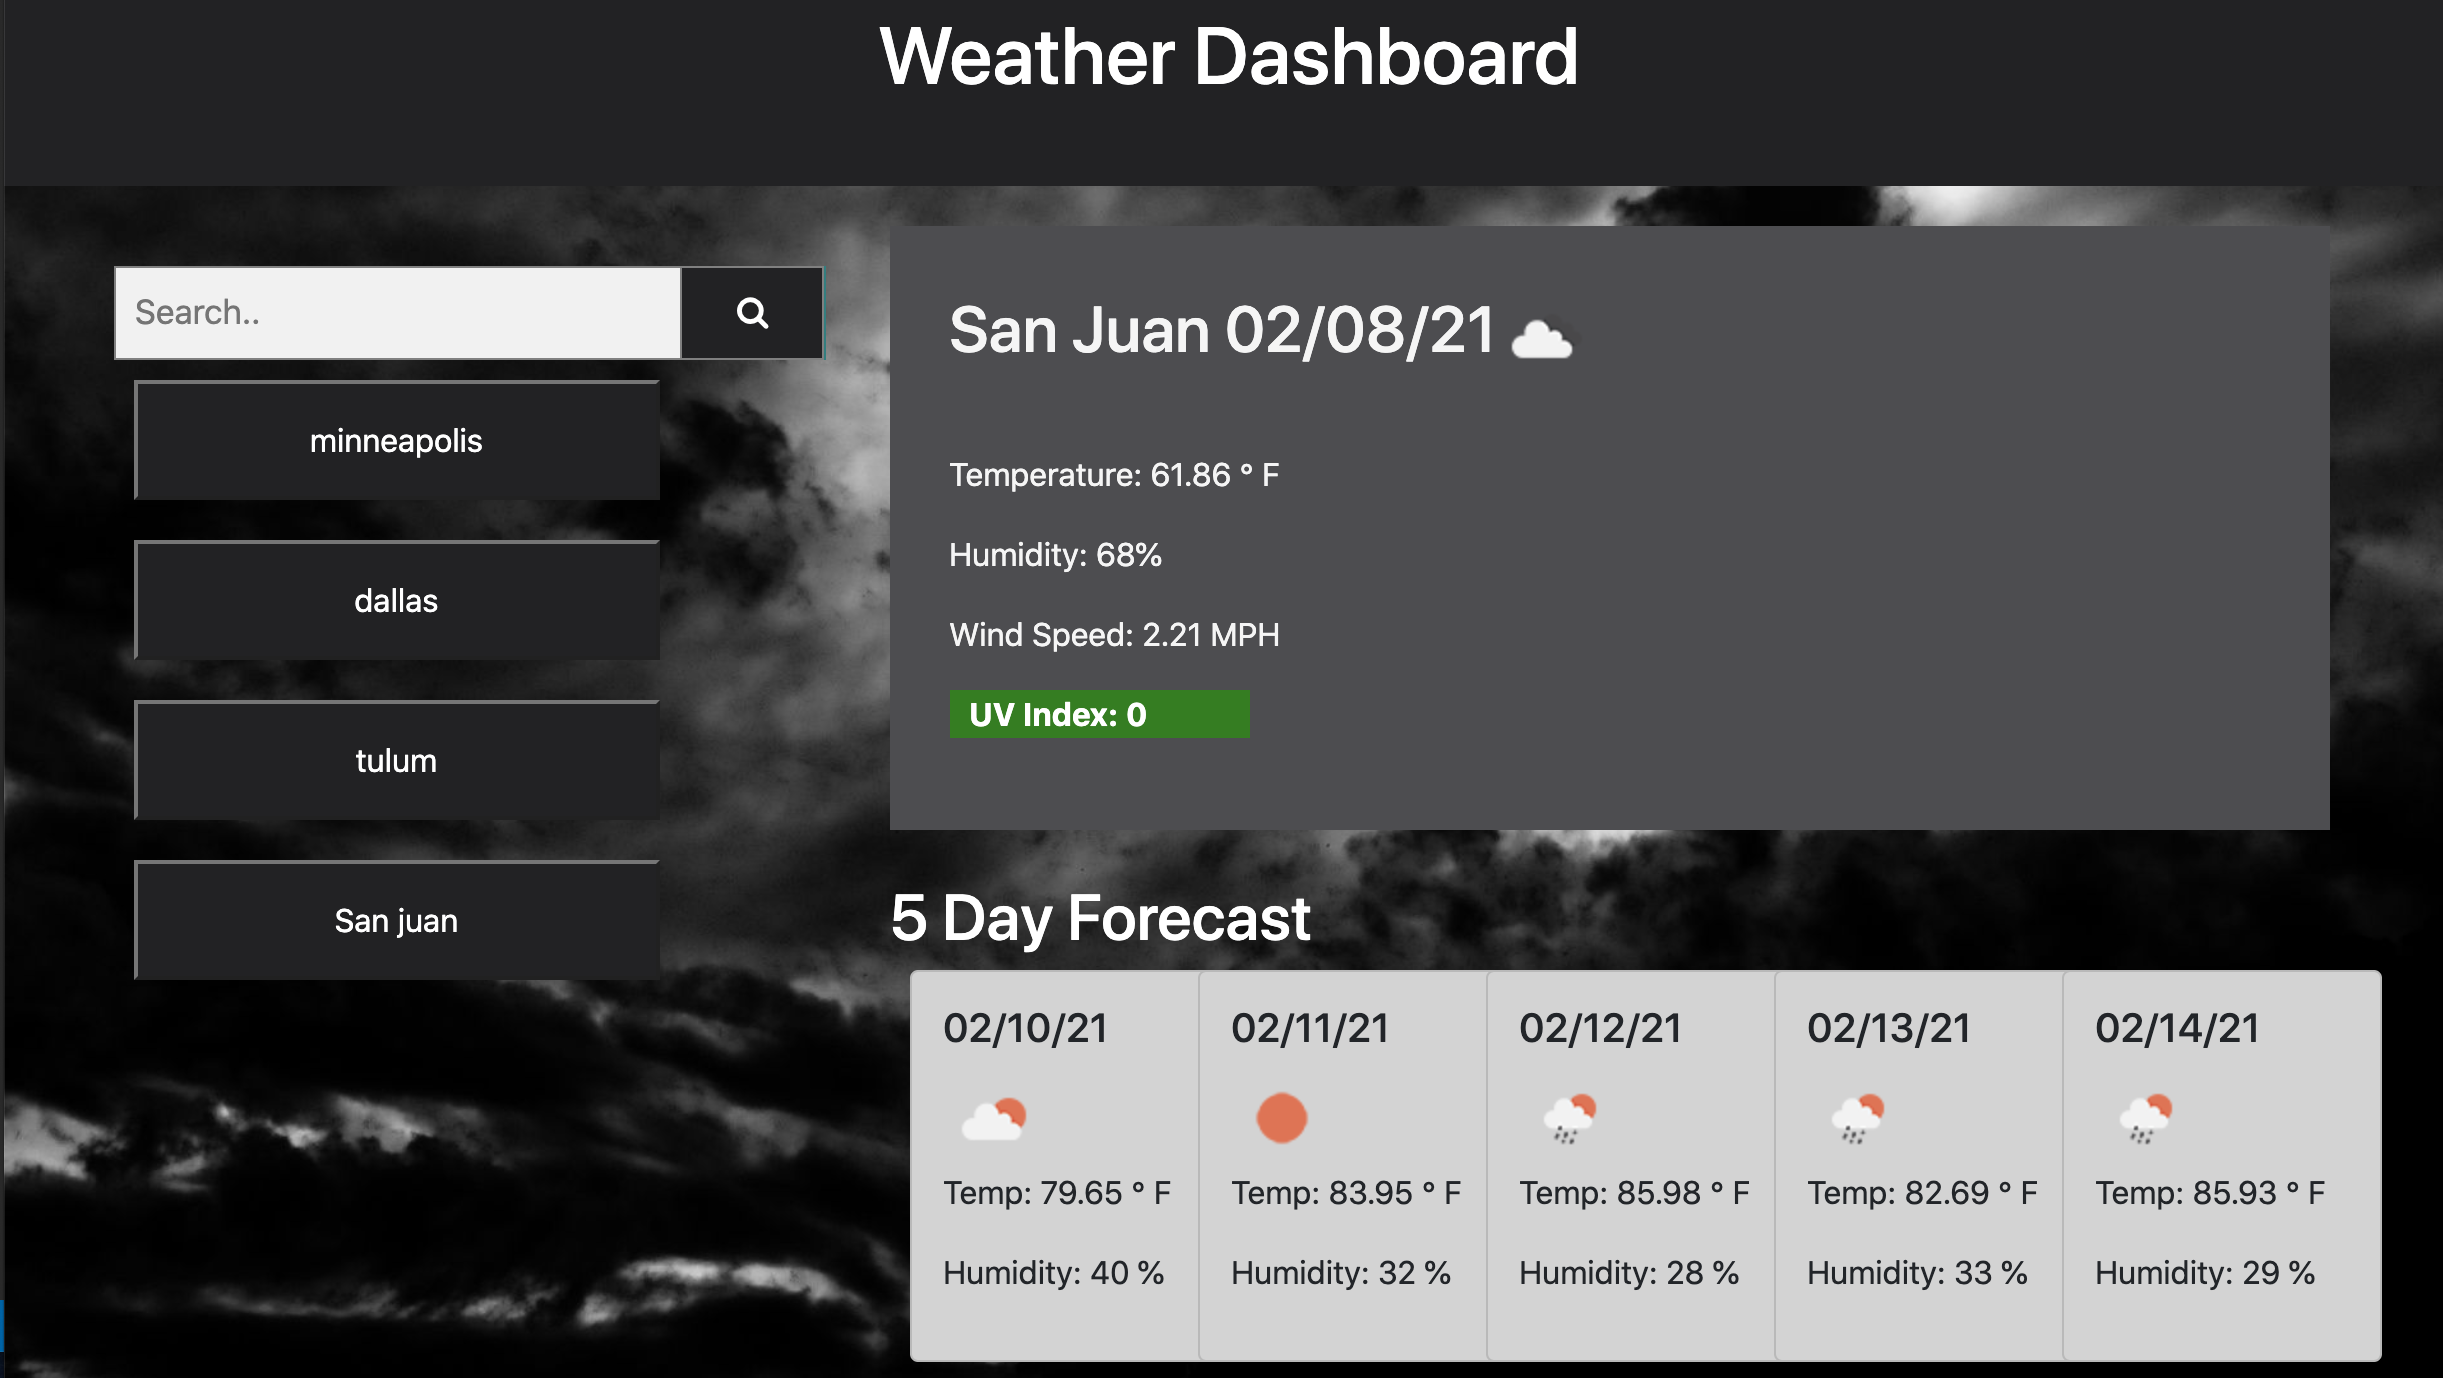 Weather Dashboard
Search..
minneapolis
dallas
tulum
San juan
San Juan 02/08/21
Temperature: 61.86 ° F
Humidity: 68%
Wind Speed: 2.21 MPH
UV Index: 0
5 Day Forecast
02/10/21
Temp: 79.65 ° F
Humidity: 40 %
02/11/21
Temp: 83.95 ° F
Humidity: 32 %
02/12/21
Temp: 85.98 ° F
Humidity: 28 %
02/13/21
Temp: 82.69 ° F
Humidity: 33 %
02/14/21
Temp: 85.93 ° F
Humidity: 29 %